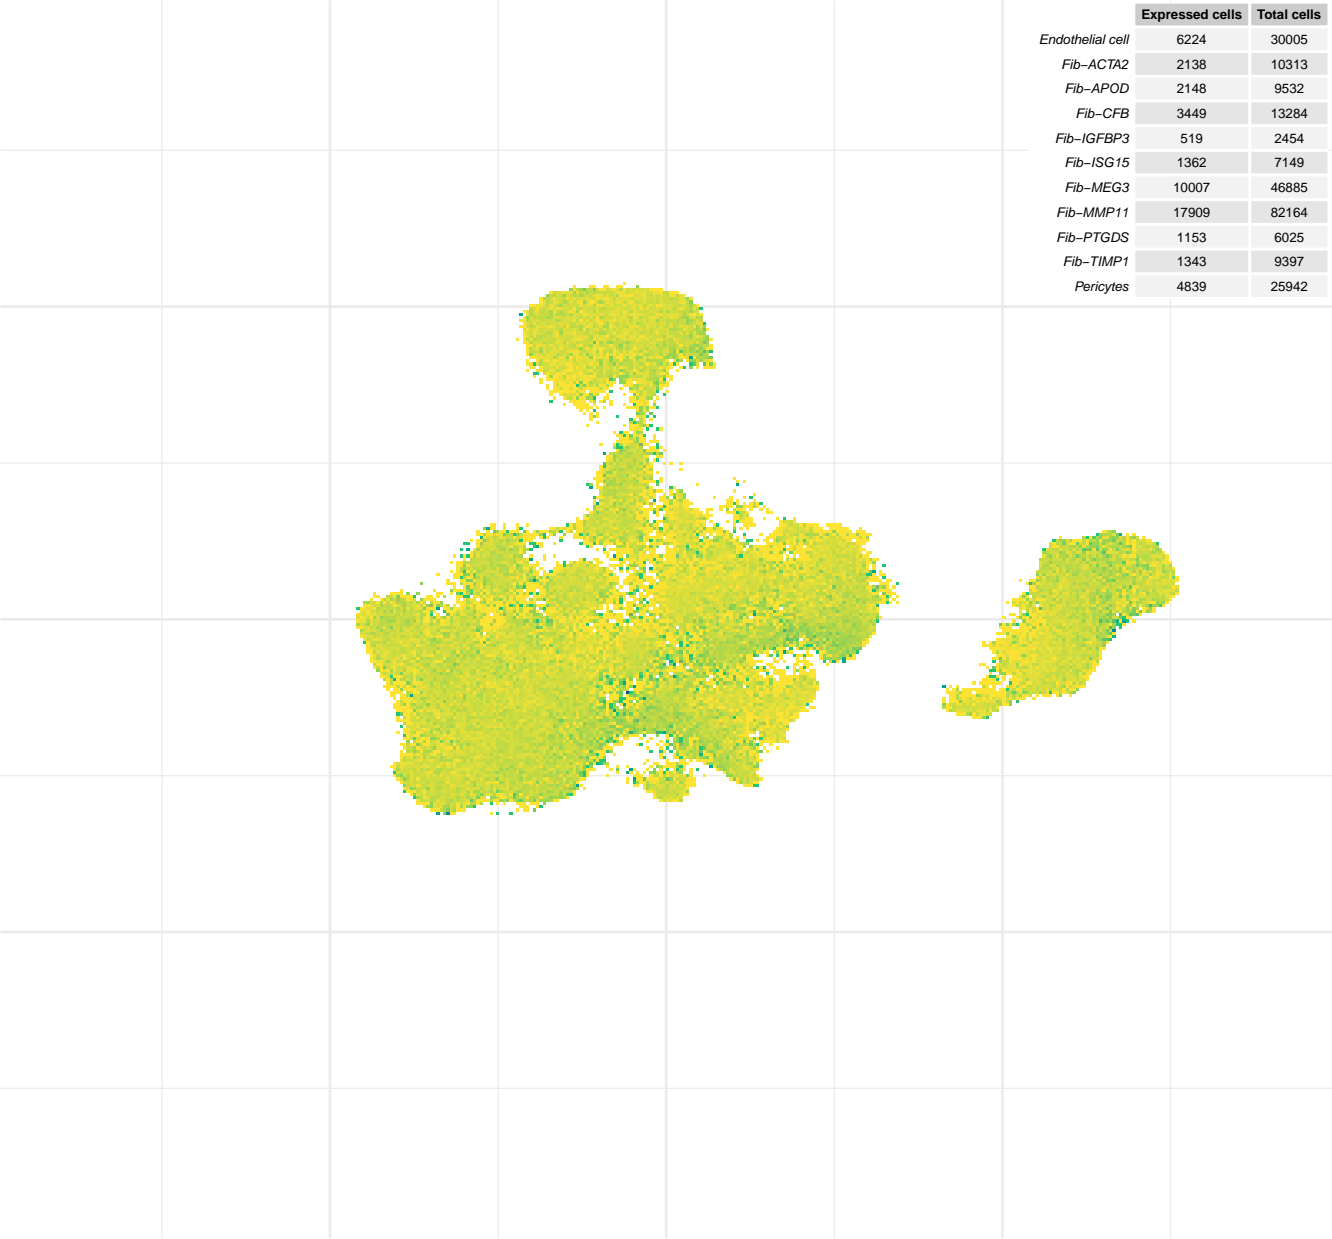 Expressed cells Total cells
Endothelial cell 6224 30005
Fib−ACTA2 2138 10313
Fib−APOD 2148 9532
Fib−CFB 3449 13284
Fib−IGFBP3 519 2454
Fib−ISG15 1362 7149
Fib−MEG3 10007 46885
Fib−MMP11 17909 82164
Fib−PTGDS 1153 6025
Fib−TIMP1 1343 9397
Pericytes 4839 25942